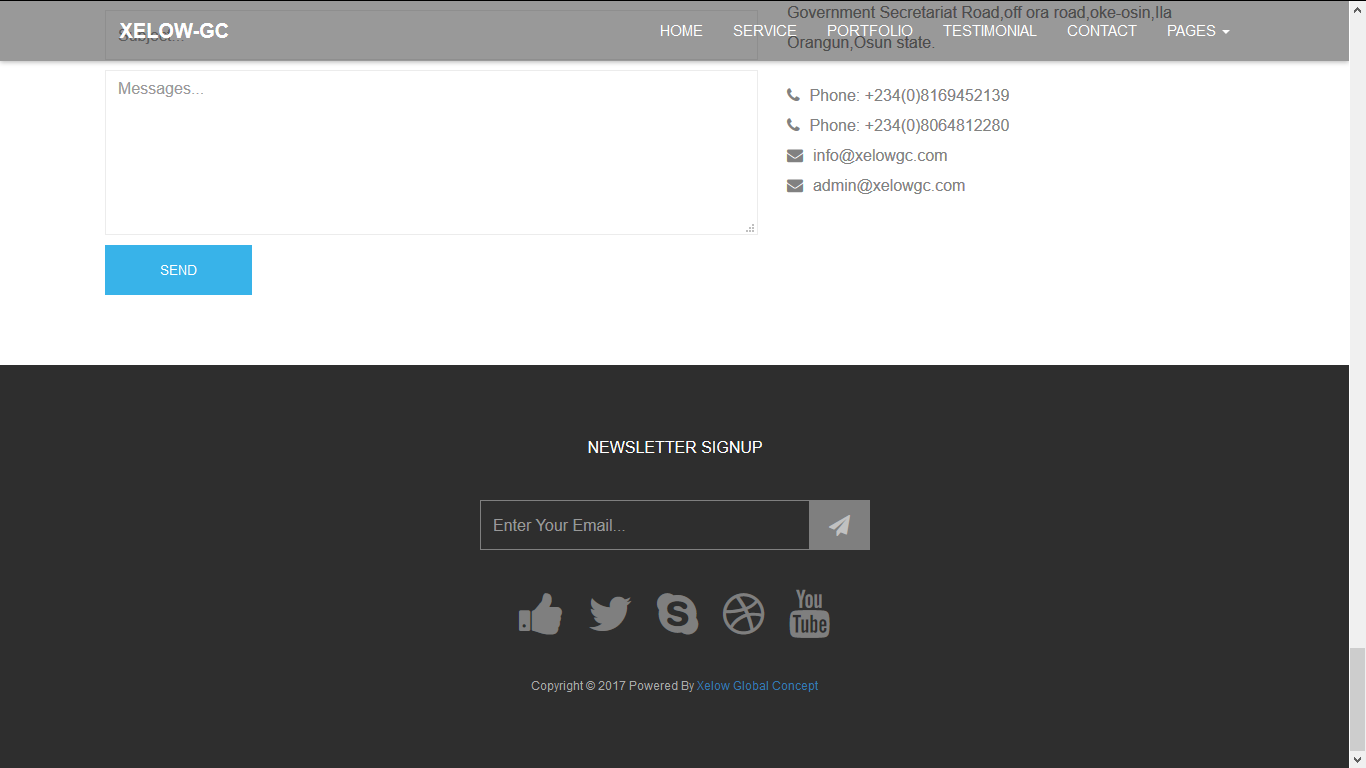 XELOW-GC
HOME SERVICE PORTFOLIO TESTIMONIAL CONTACT PAGES
Subject...
Government Secretariat Road,off ora road,oke-osin,Ila
Orangun,Osun state.
Messages...
SEND
Phone: +234(0)8169452139
Phone: +234(0)8064812280
info@xelowgc.com
admin@xelowgc.com
NEWSLETTER SIGNUP
Enter Your Email...
You
Tube
Copyright © 2017 Powered By Xelow Global Concept